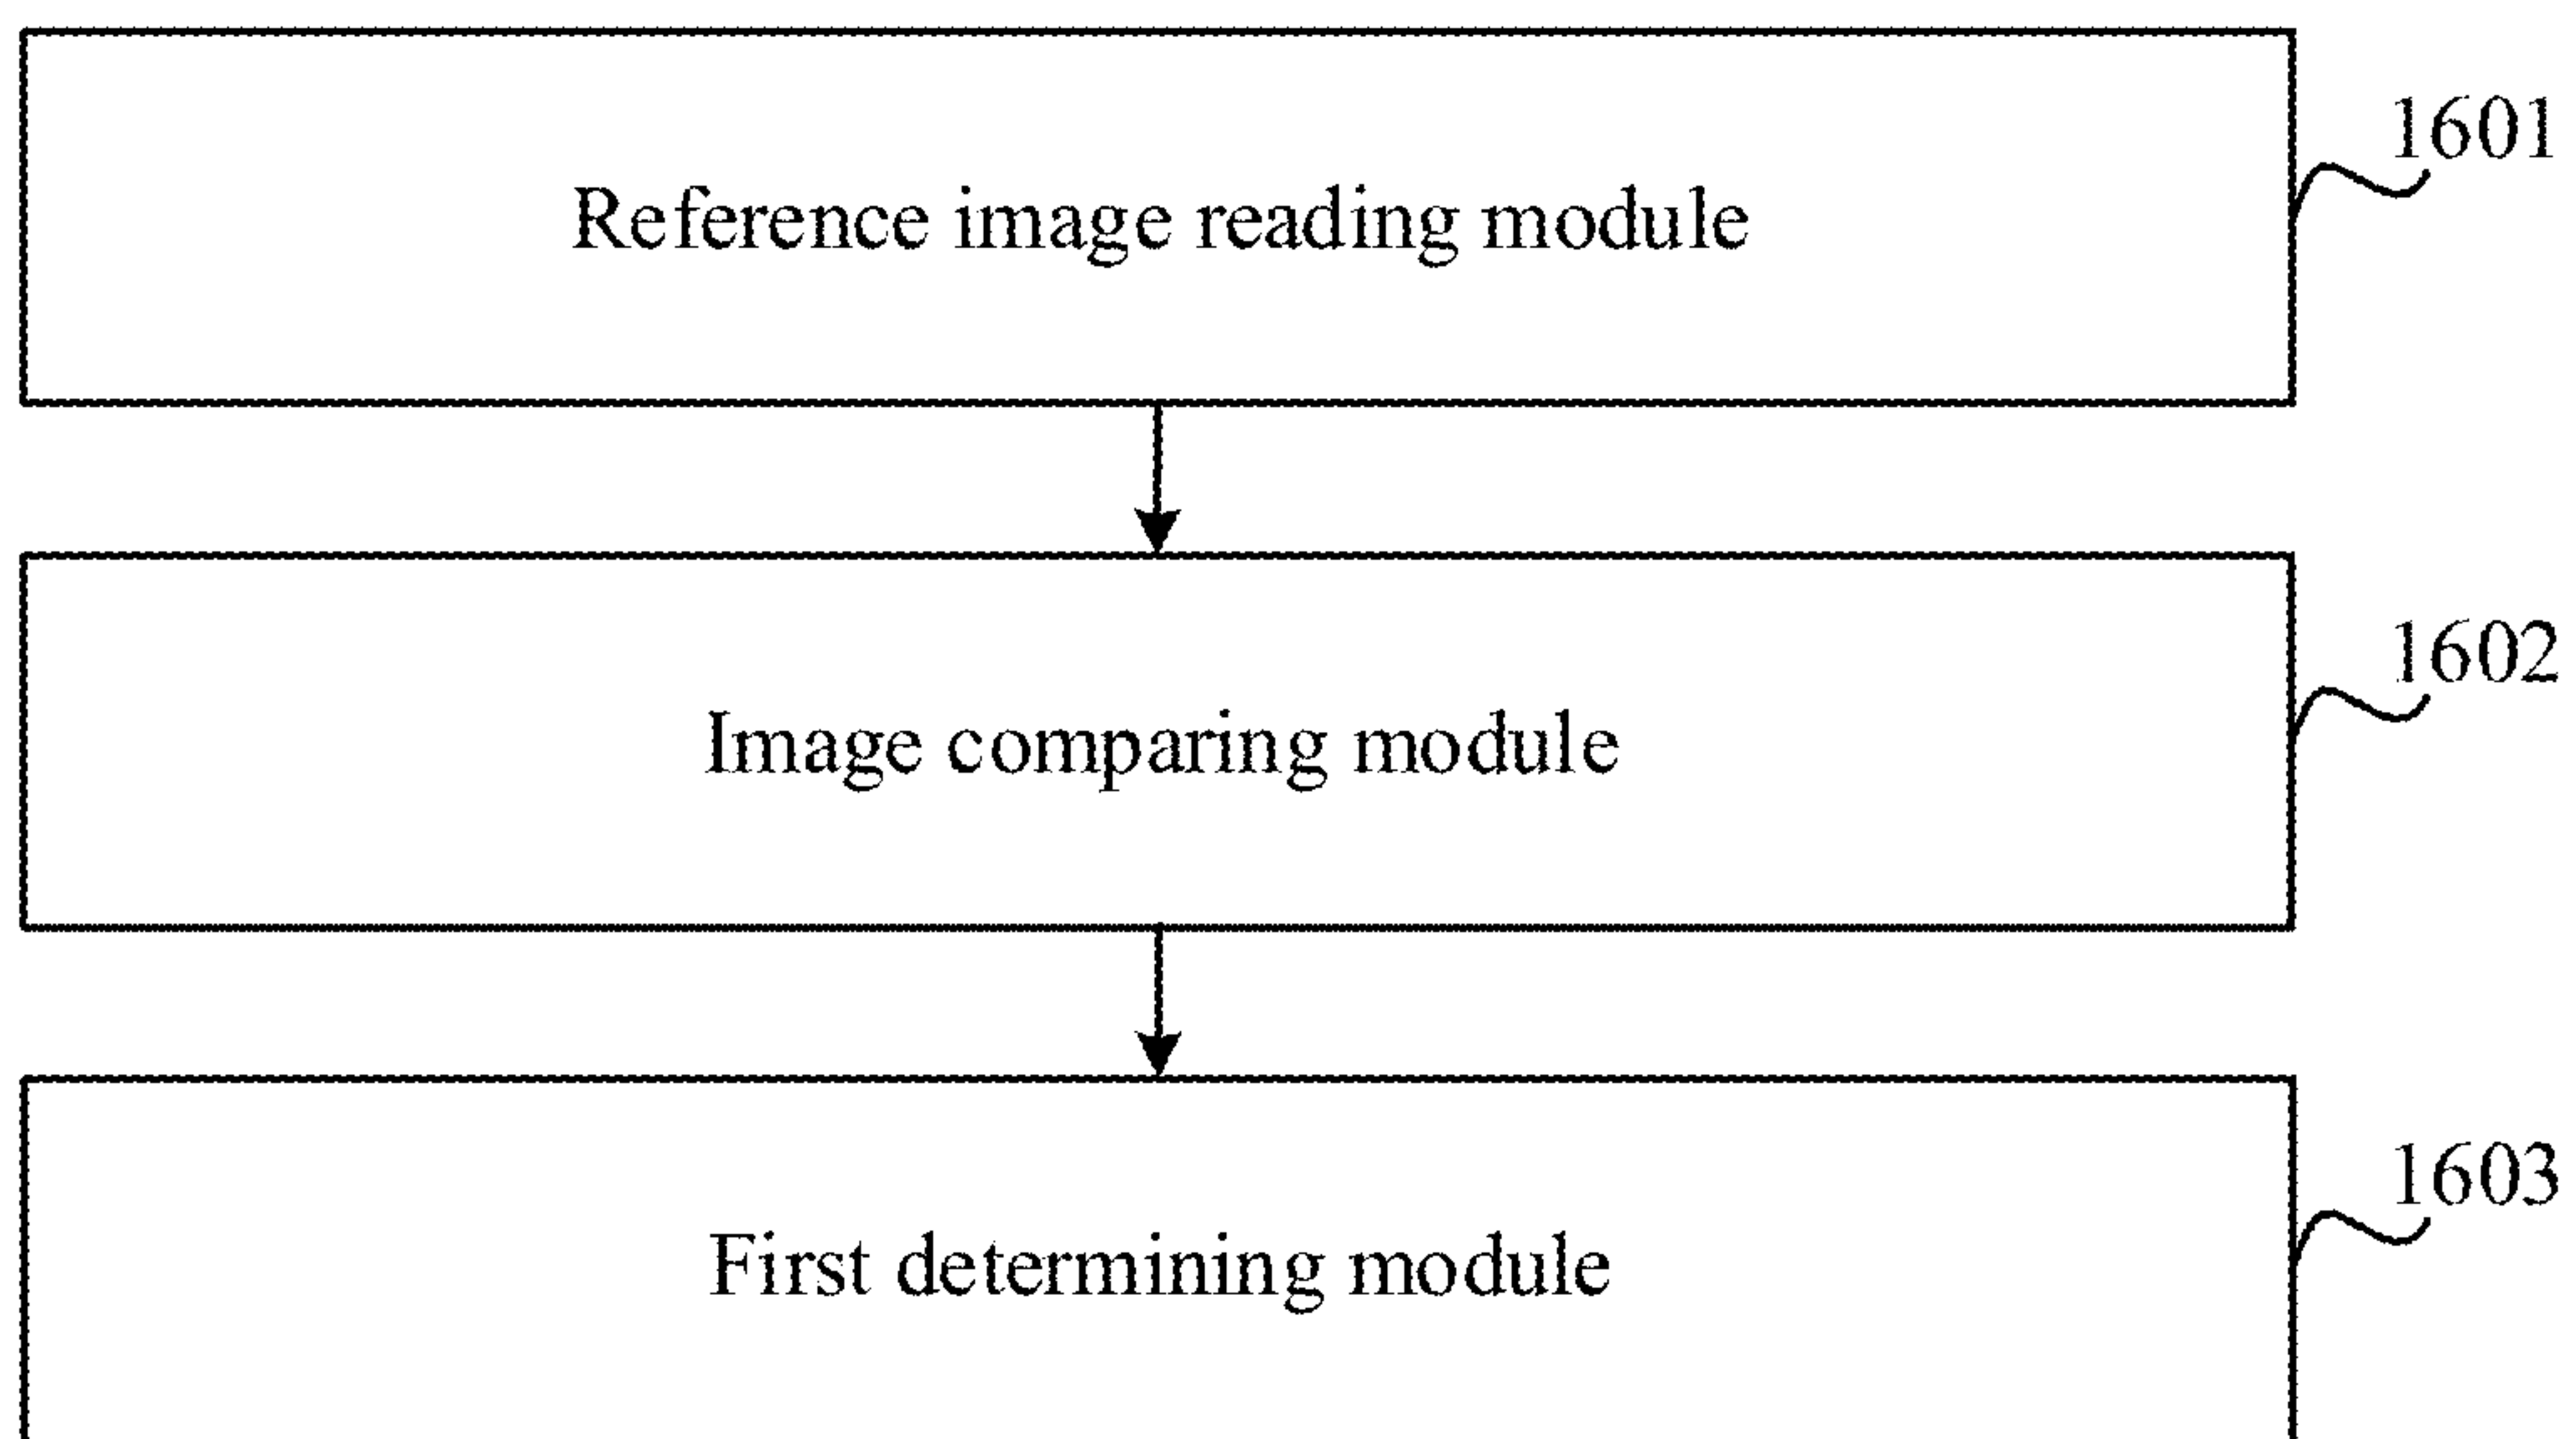 1601
Reference image reading module
1602
Image comparing module
1603
First determining module